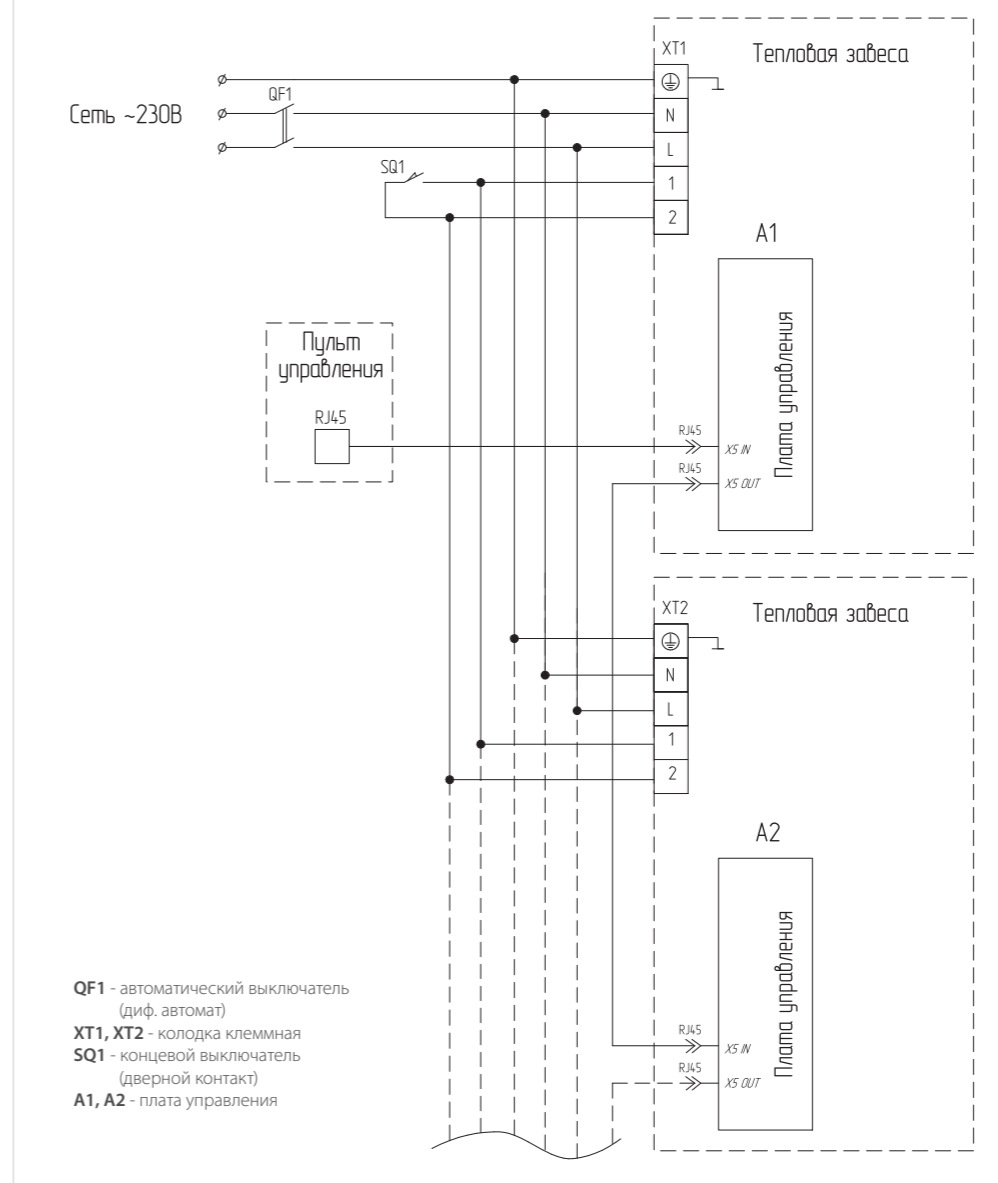 XT1
Тепловая завеса
Сеть ~230В
QF1
N
L
SQ1
1
2
A1
Плата управления
Пульт
управления
RJ45
RJ45
X5 IN
RJ45
X5 OUT
XT2
Тепловая завеса
N
L
1
2
A2
Плата управления
RJ45
X5 IN
RJ45
X5 OUT
QF1 - автоматический выключатель
(диф. автомат)
XT1, XT2 - колодка клеммная
SQ1 - концевой выключатель
(дверной контакт)
A1, A2 - плата управления